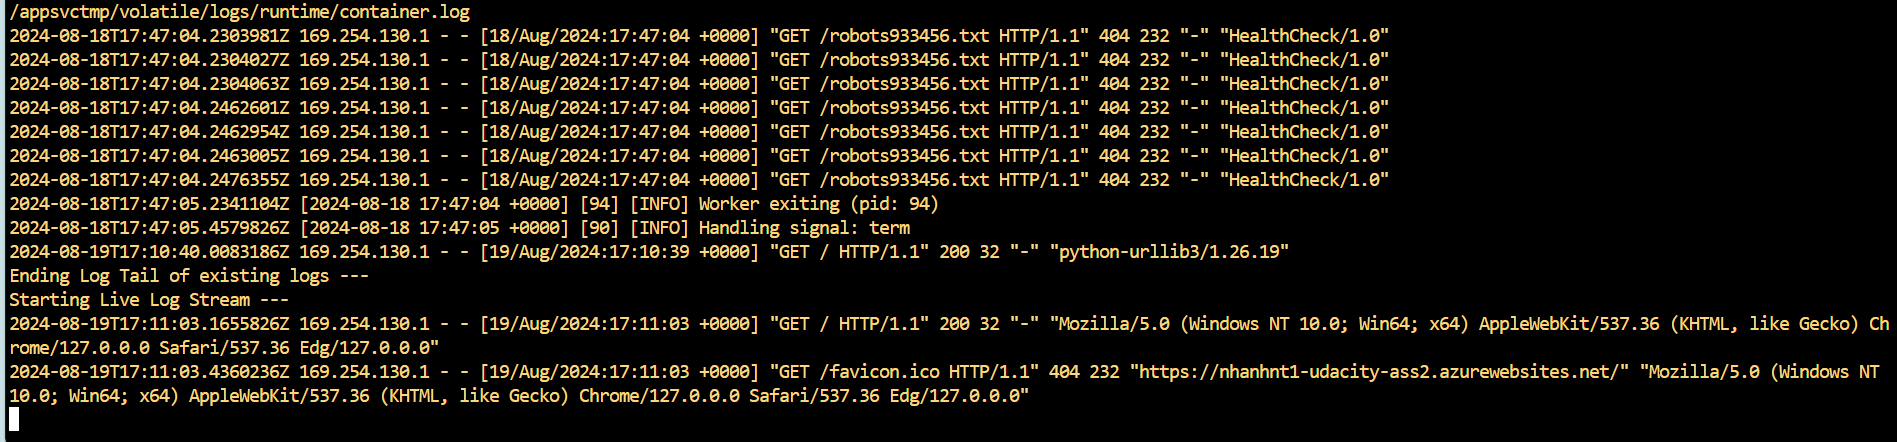 /appsvctmp/volatile/logs/runtime/container.log
2024-08-18T17:47:04.2303981Z 169.254.130.1 - - [18/Aug/2024:17:47:04 +0000] "GET /robots933456.txt HTTP/1.1" 404 232 "-" "HealthCheck/1.0"
2024-08-18T17:47:04.2304027Z 169.254.130.1 - - [18/Aug/2024:17:47:04 +0000] "GET /robots933456.txt HTTP/1.1" 404 232 "-" "HealthCheck/1.0"
2024-08-18T17:47:04.2304063Z 169.254.130.1 - - [18/Aug/2024:17:47:04 +0000] "GET /robots933456.txt HTTP/1.1" 404 232 "-" "HealthCheck/1.0"
2024-08-18T17:47:04.2462601Z 169.254.130.1 - - [18/Aug/2024:17:47:04 +0000] "GET /robots933456.txt HTTP/1.1" 404 232 "-" "HealthCheck/1.0"
2024-08-18T17:47:04.2462954Z 169.254.130.1 - - [18/Aug/2024:17:47:04 +0000] "GET /robots933456.txt HTTP/1.1" 404 232 "-" "HealthCheck/1.0"
2024-08-18T17:47:04.2463005Z 169.254.130.1 - - [18/Aug/2024:17:47:04 +0000] "GET /robots933456.txt HTTP/1.1" 404 232 "-" "HealthCheck/1.0"
2024-08-18T17:47:04.2476355Z 169.254.130.1 - - [18/Aug/2024:17:47:04 +0000] "GET /robots933456.txt HTTP/1.1" 404 232 "-" "HealthCheck/1.0"
2024-08-18T17:47:05.2341104Z [2024-08-18 17:47:04 +0000] [94] [INFO] Worker exiting (pid: 94)
2024-08-18T17:47:05.4579826Z [2024-08-18 17:47:05 +0000] [90] [INFO] Handling signal: term
2024-08-19T17:10:40.0083186Z 169.254.130.1 - - [19/Aug/2024:17:10:39 +0000] "GET / HTTP/1.1" 200 32 "-" "python-urllib3/1.26.19"
Ending Log Tail of existing logs ---
Starting Live Log Stream ---
2024-08-19T17:11:03.1655826Z 169.254.130.1 - - [19/Aug/2024:17:11:03 +0000] "GET / HTTP/1.1" 200 32 "-" "Mozilla/5.0 (Windows NT 10.0; Win64; x64) AppleWebKit/537.36 (KHTML, like Gecko) Ch
rome/127.0.0.0 Safari/537.36 Edg/127.0.0.0"
2024-08-19T17:11:03.4360236Z 169.254.130.1 - - [19/Aug/2024:17:11:03 +0000] "GET /favicon.ico HTTP/1.1" 404 232 "https://nhanhnt1-udacity-ass2.azurewebsites.net/" "Mozilla/5.0 (Windows NT
10.0; Win64; x64) AppleWebKit/537.36 (KHTML, like Gecko) Chrome/127.0.0.0 Safari/537.36 Edg/127.0.0.0"